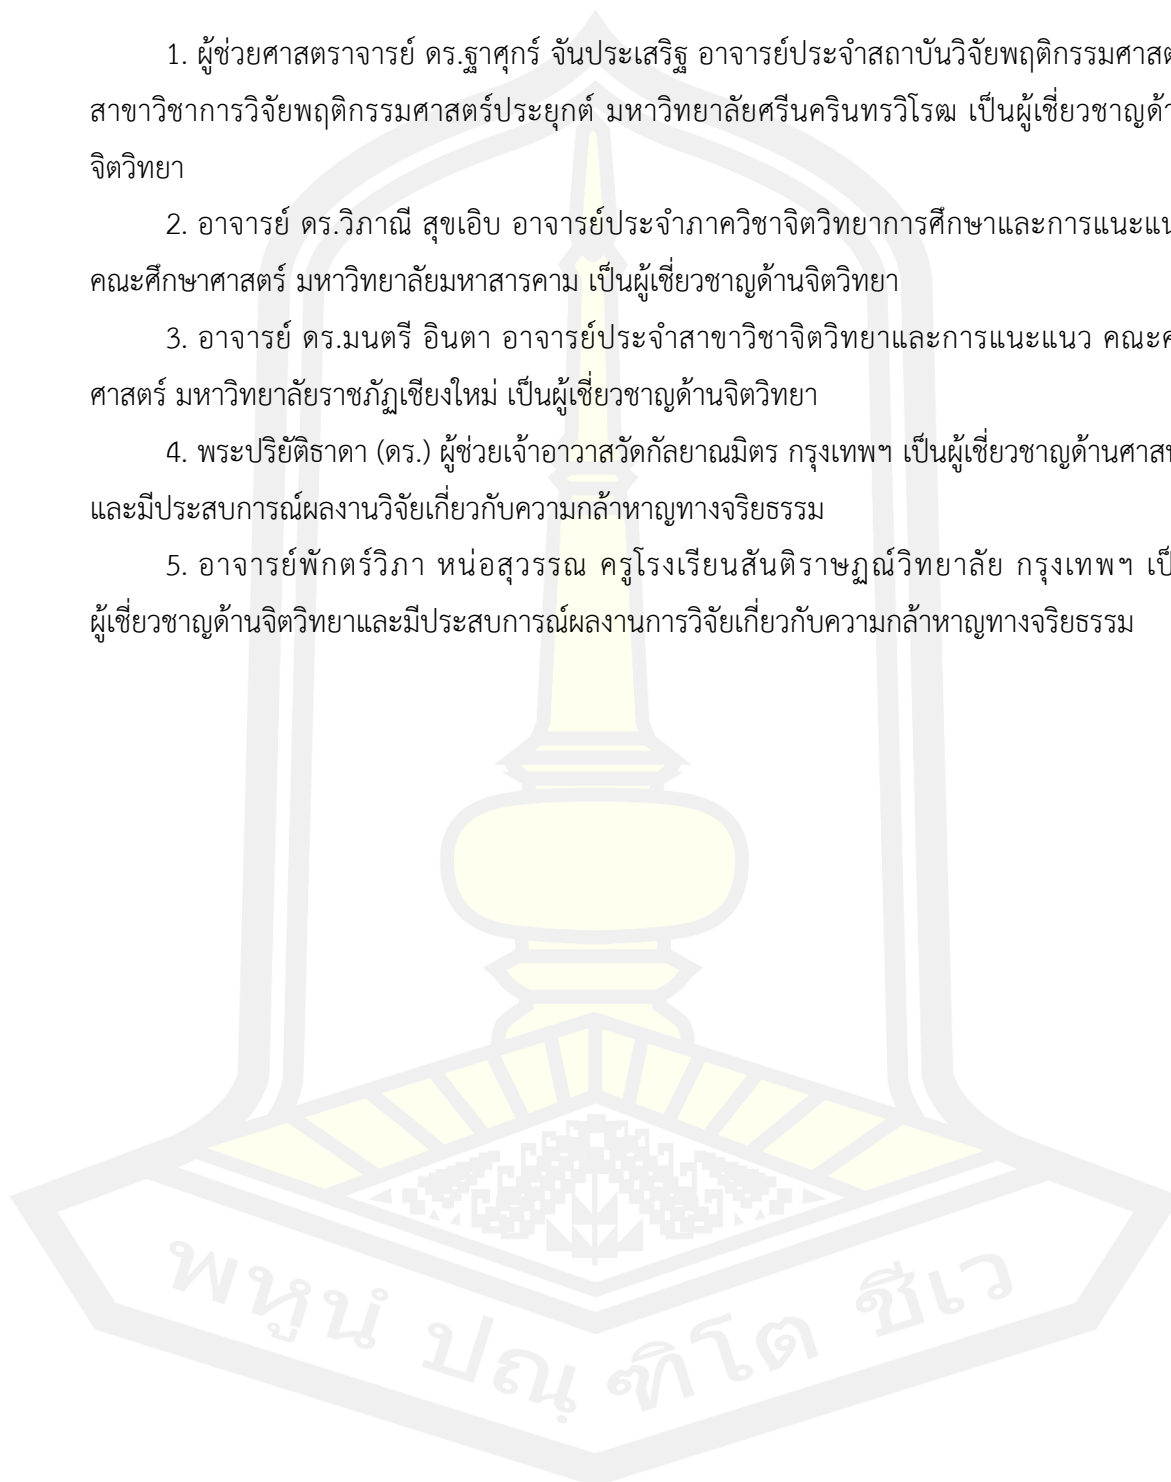 1. ผู้ช่วยศาสตราจารย์ ดร.ฐาศุกร์ จันประเสริฐ อาจารย์ประจำสถาบันวิจัยพฤติกรรมศาสต
สาขาวิชาการวิจัยพฤติกรรมศาสตร์ประยุกต์ มหาวิทยาลัยศรีนครินทรวิโรฒ เป็นผู้เชี่ยวชาญด้า
จิตวิทยา
2. อาจารย์ ดร.วิภาณี สุขเอิบ อาจารย์ประจำภาควิชาจิตวิทยาการศึกษาและการแนะแน
คณะศึกษาศาสตร์ มหาวิทยาลัยมหาสารคาม เป็นผู้เชี่ยวชาญด้านจิตวิทยา
3. อาจารย์ ดร.มนตรี อินตา อาจารย์ประจำสาขาวิชาจิตวิทยาและการแนะแนว คณะค
ศาสตร์ มหาวิทยาลัยราชภัฏเชียงใหม่ เป็นผู้เชี่ยวชาญด้านจิตวิทยา
4. พระปริยัติธาดา (ดร.) ผู้ช่วยเจ้าอาวาสวัดกัลยาณมิตร กรุงเทพฯ เป็นผู้เชี่ยวชาญด้านศาส
และมีประสบการณ์ผลงานวิจัยเกี่ยวกับความกล้าหาญทางจริยธรรม
5. อาจารย์พักตร์วิภา หน่อสุวรรณ ครูโรงเรียนสันติราษฎณ์วิทยาลัย กรุงเทพฯ เป็
ผู้เชี่ยวชาญด้านจิตวิทยาและมีประสบการณ์ผลงานการวิจัยเกี่ยวกับความกล้าหาญทางจริยธรรม
พหูนํ ปณฺ ฑิโต ชีเว